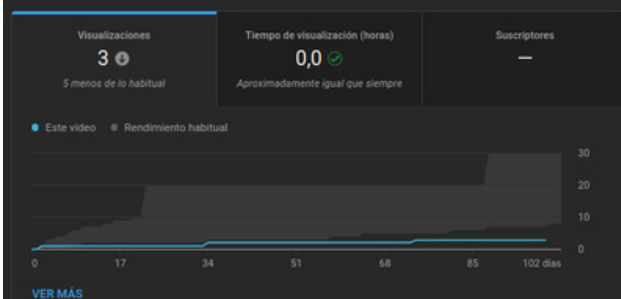 Visualizaciones
3
5 menos de lo habitual
Tiempo de visualización (horas)
0,0
Aproximadamente igual que siempre
Suscriptores
—
Este vídeo
Rendimiento habitual
30
20
10
0
0 17 34 51 68 85 102 días
VER MÁS